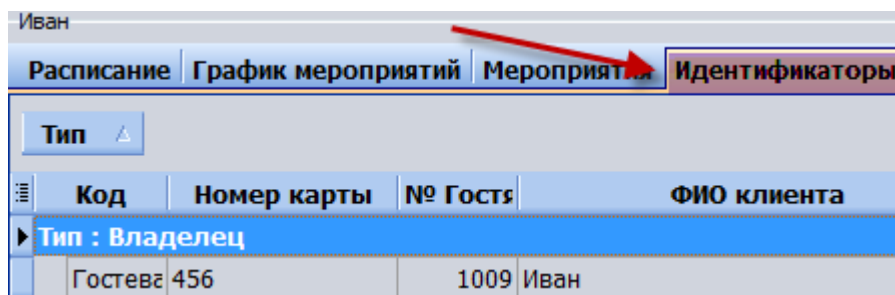 Иван
Расписание График мероприятий Мероприятия Идентификаторы
Тип
Код Номер карты № Гостя ФИО клиента
Тип : Владелец
Гостева 456 1009 Иван